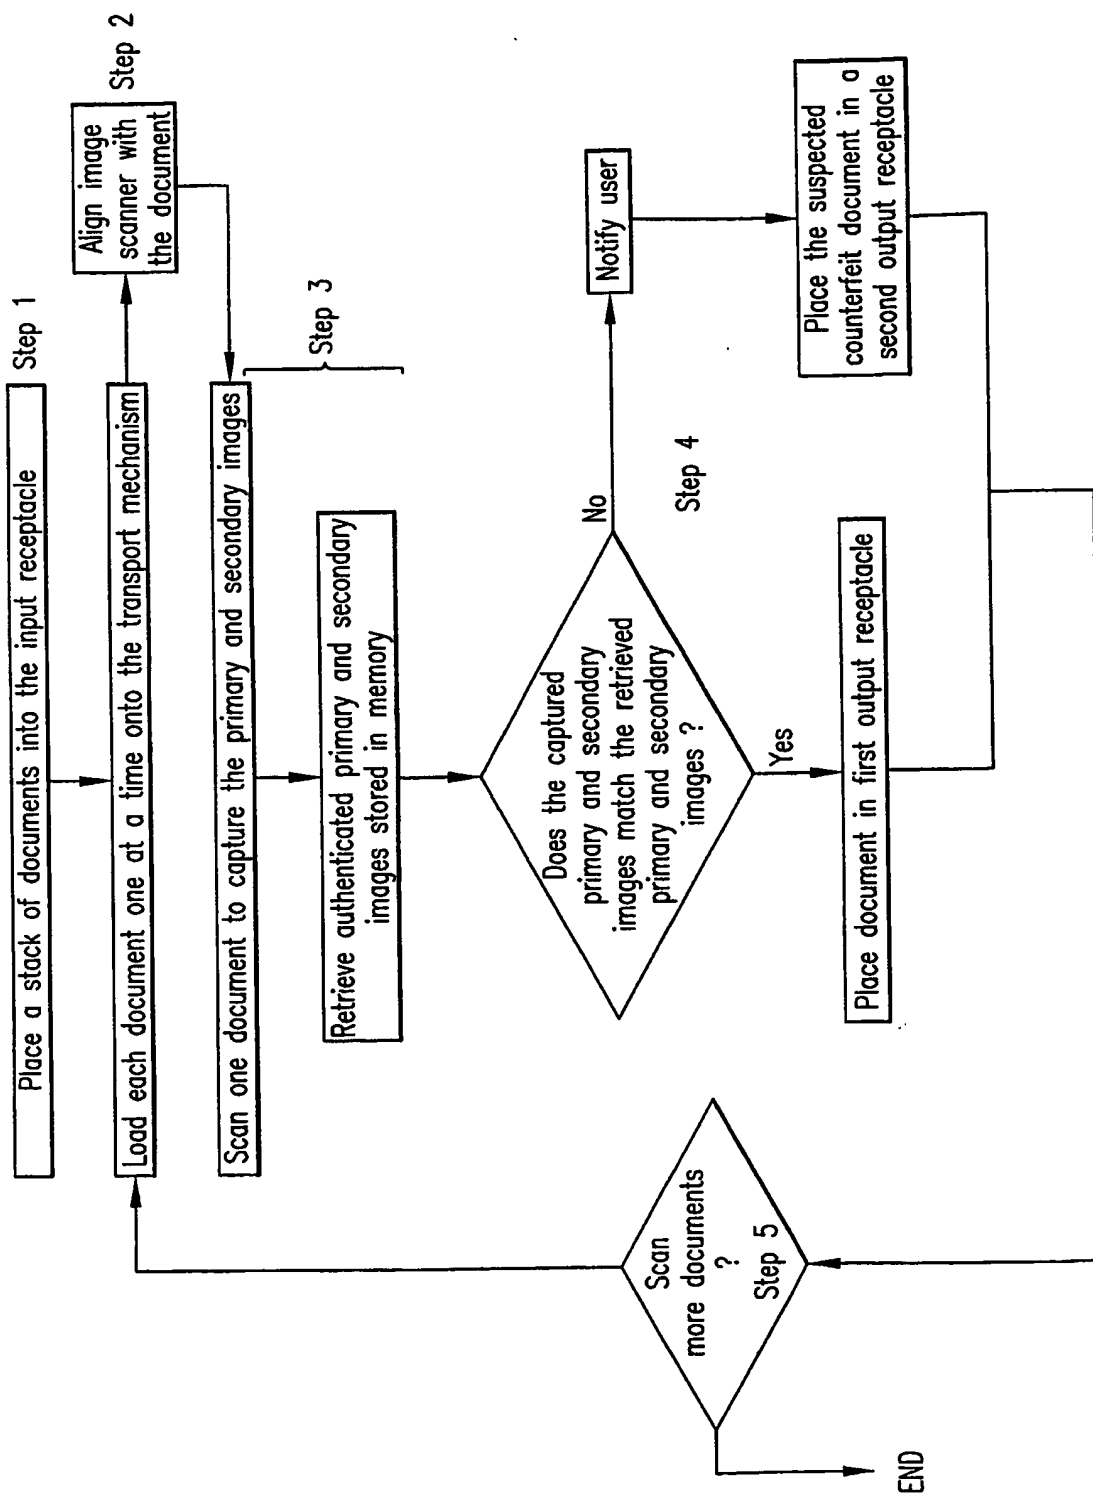 Place a stack of documents into the input receptacle
Step 1
Load each document one at a time onto the transport mechanism
Align image
scanner with
the document
Step 2
Scan one document to capture the primary and secondary images
Step 3
Retrieve authenticated primary and secondary
images stored in memory
Does the captured
primary and secondary
images match the retrieved
primary and secondary
images ?
No
Step 4
Notify user
Yes
Place the suspected
counterfeit document in a
second output receptacle
Place document in first output receptacle
Scan
more documents
?
Step 5
END